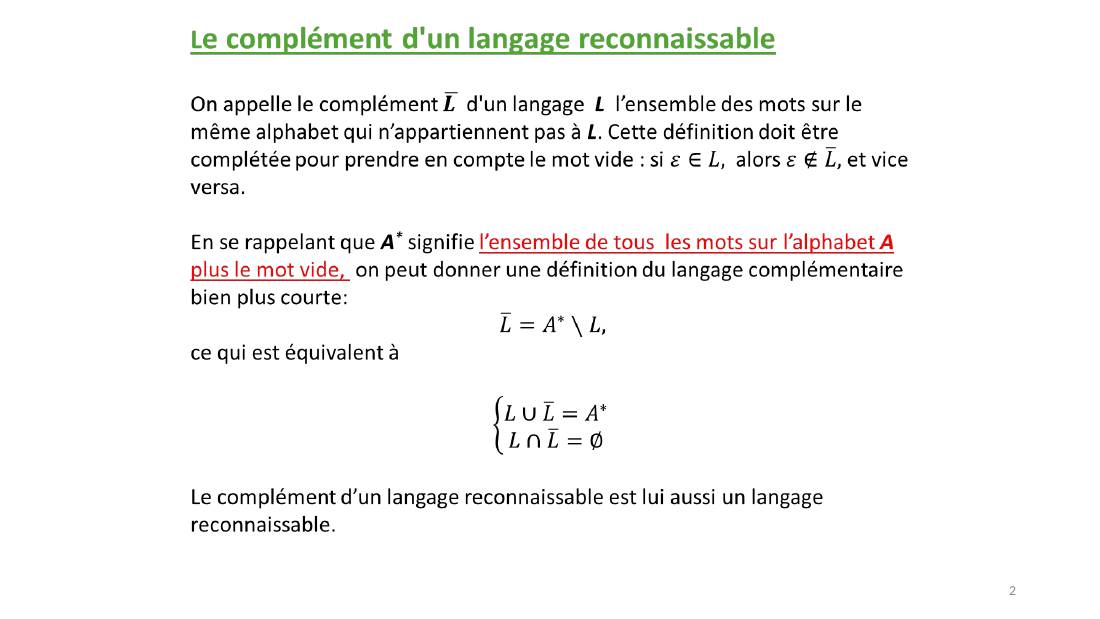 Le complément d'un langage reconnaissable
On appelle le complément L̅ d'un langage L l’ensemble des mots sur le
même alphabet qui n’appartiennent pas à L. Cette définition doit être
complétée pour prendre en compte le mot vide : si ε ∈ L, alors ε ∉ L̅, et vice
versa.
En se rappelant que A* signifie l’ensemble de tous les mots sur l’alphabet A
plus le mot vide, on peut donner une définition du langage complémentaire
bien plus courte:
L̅ = A* \ L,
ce qui est équivalent à
{L ∪ L̅ = A*
L ∩ L̅ = ∅
Le complément d’un langage reconnaissable est lui aussi un langage
reconnaissable.
2